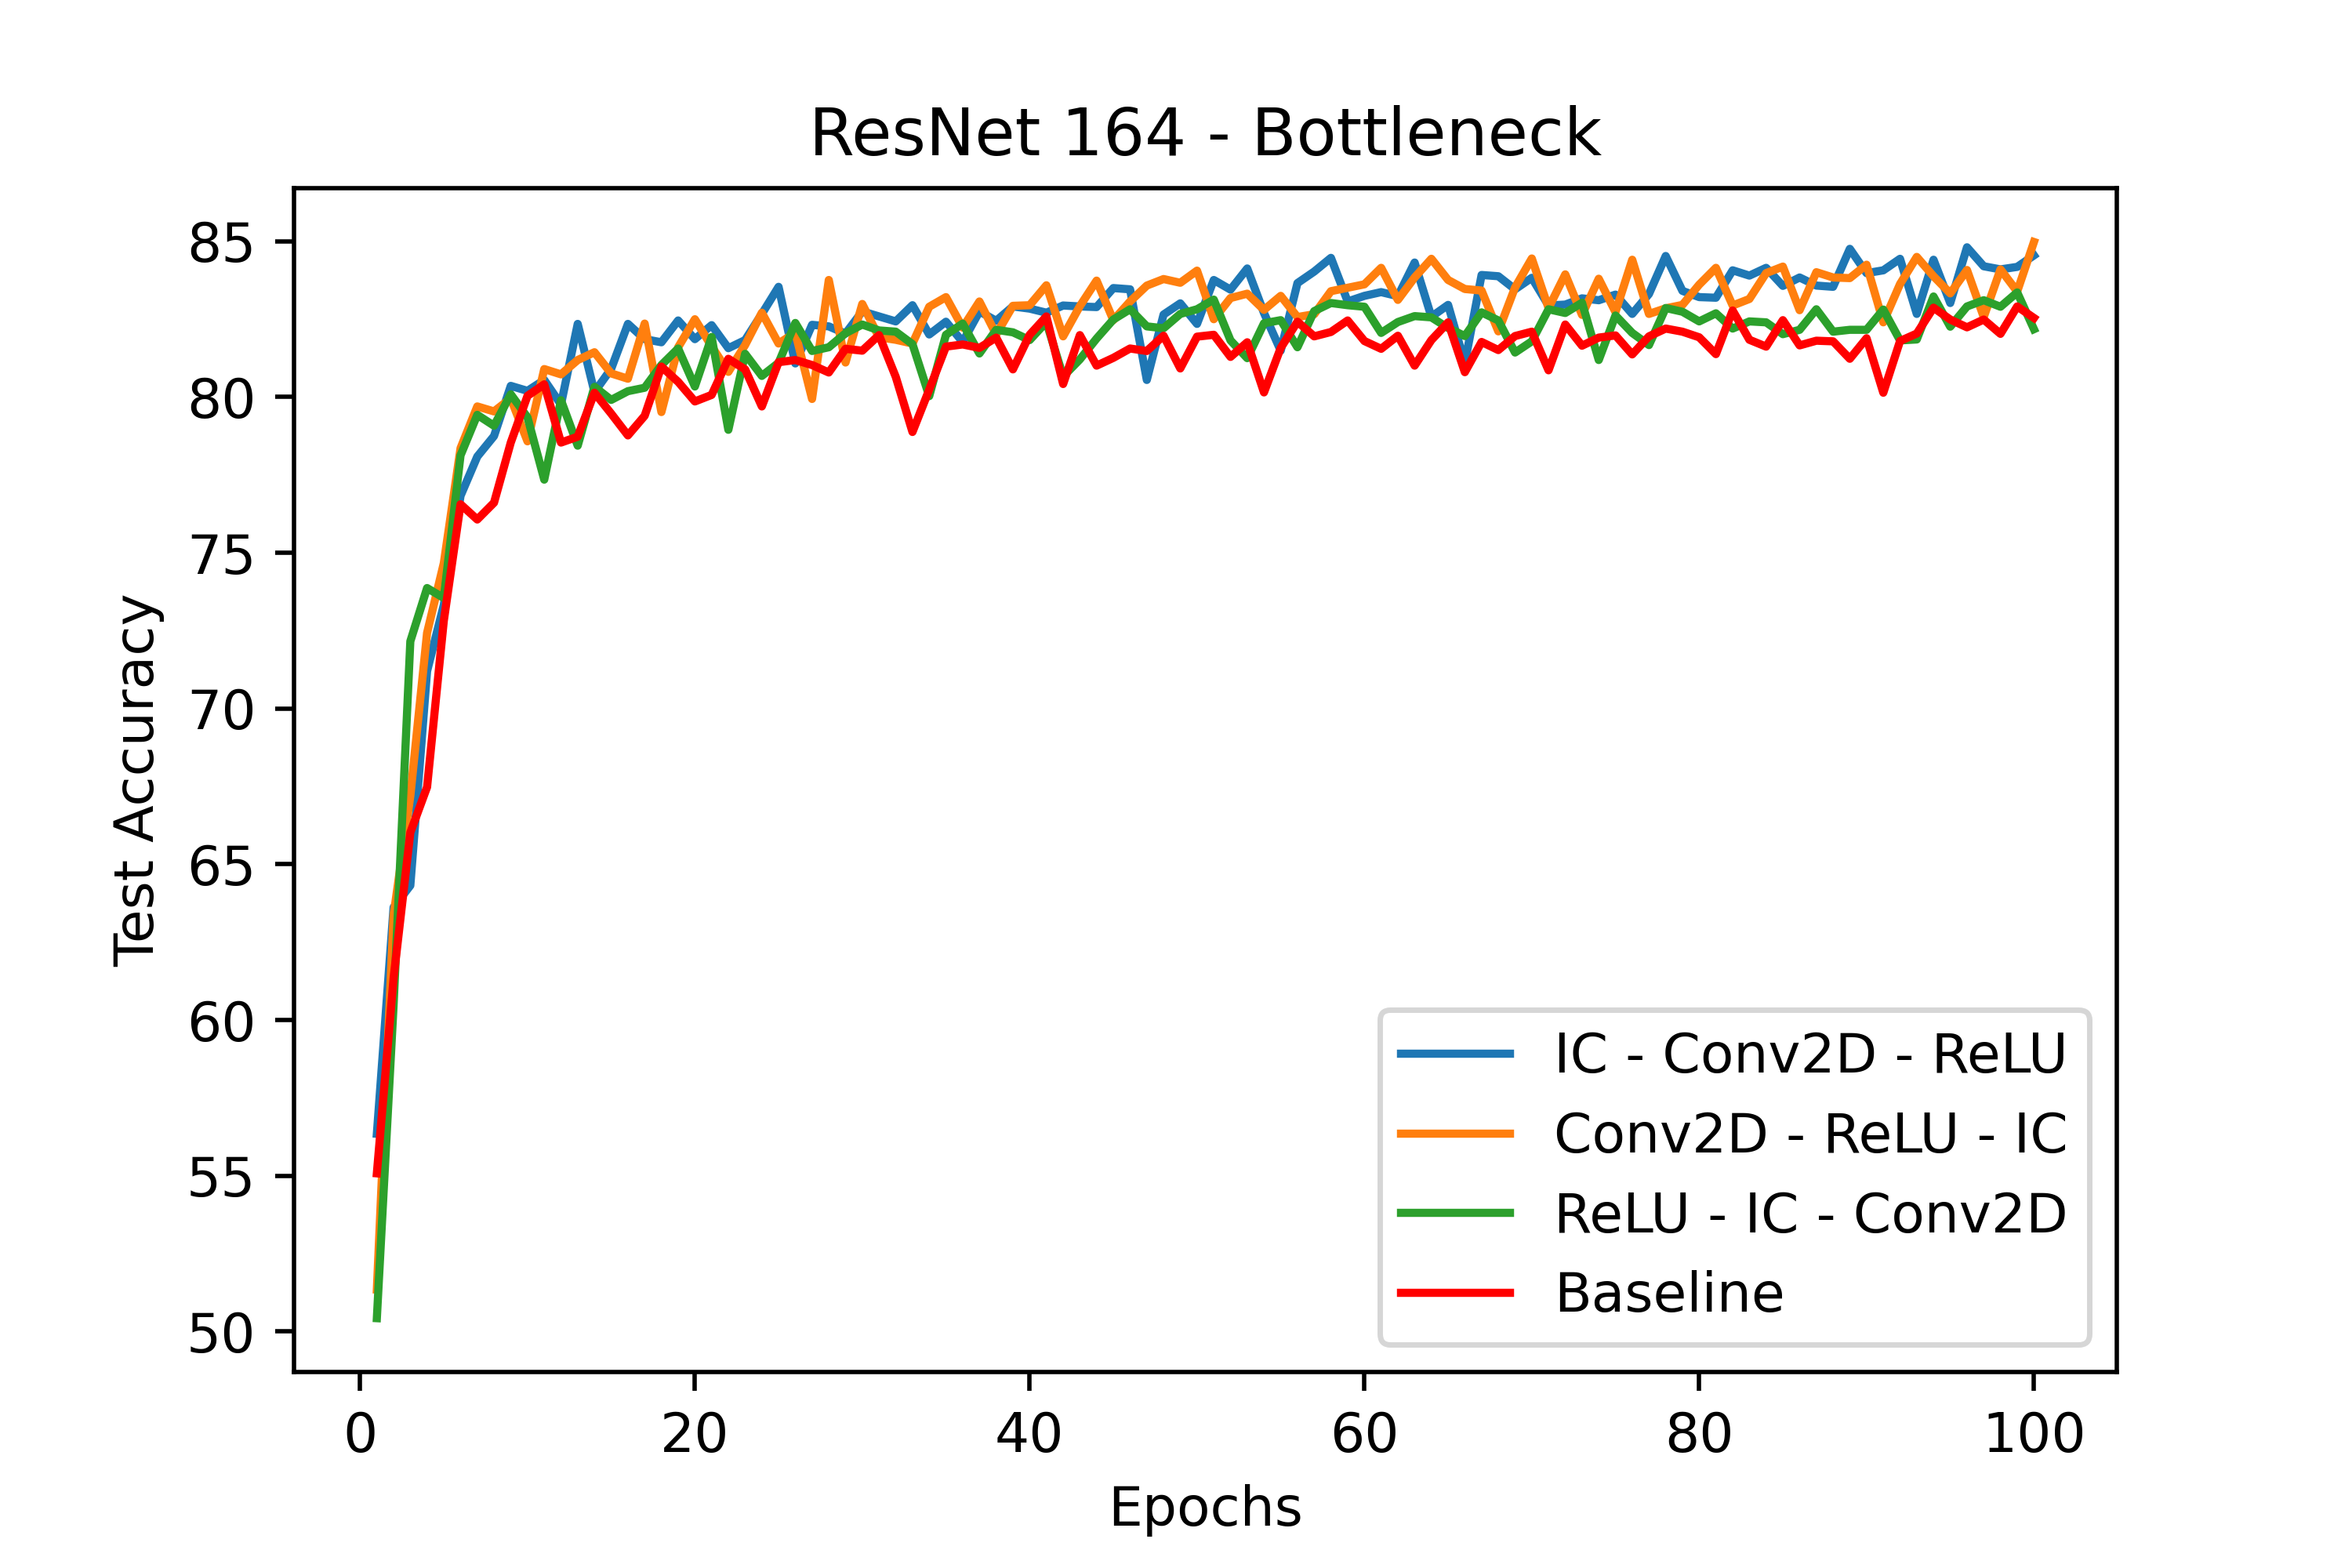 ResNet 164 - Bottleneck
Test Accuracy
85
80
75
70
65
60
55
50
IC - Conv2D - ReLU
Conv2D - ReLU - IC
ReLU - IC - Conv2D
Baseline
0 20 40 60 80 100
Epochs